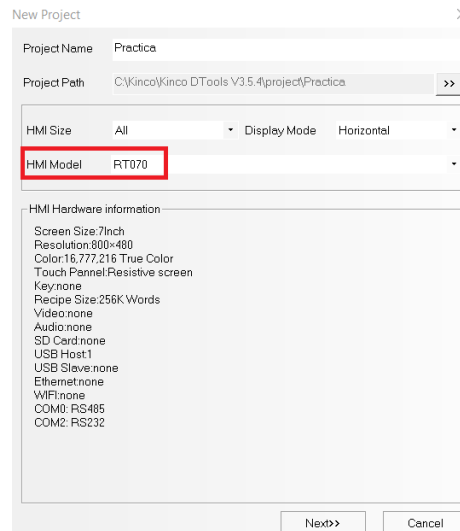 New Project
Project Name Practica
Project Path C:\Kinco\Kinco DTools V3.5.4\project\Practica >>
HMI Size All Display Mode Horizontal
HMI Model RT070
HMI Hardware information
Screen Size:7Inch
Resolution:800×480
Color:16,777,216 True Color
Touch Pannel:Resistive screen
Key:none
Recipe Size:256K Words
Video:none
Audio:none
SD Card:none
USB Host:1
USB Slave:none
Ethernet:none
WIFI:none
COM0: RS485
COM2: RS232
Next>> Cancel